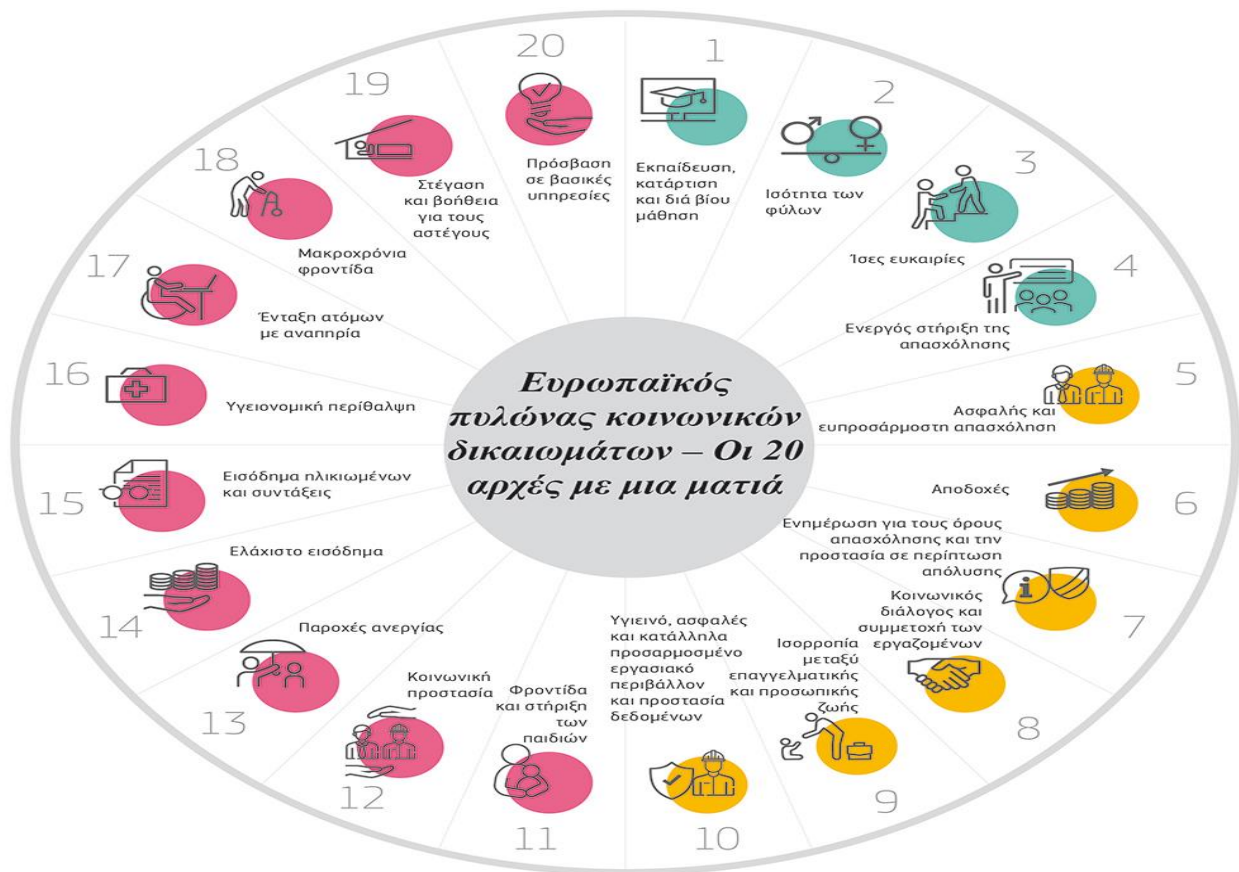 Ευρωπαϊκός
πυλώνας κοινωνικών
δικαιωμάτων – Οι 20
αρχές με μια ματιά
1
Εκπαίδευση,
κατάρτιση
και διά βίου
μάθηση
2
Ισότητα των
φύλων
3
Ίσες ευκαιρίες
4
Ενεργός στήριξη της
απασχόλησης
5
Ασφαλής και
ευπροσάρμοστη απασχόληση
6
Αποδοχές
7
Ενημέρωση για τους όρους
απασχόλησης και την
προστασία σε περίπτωση
απόλυσης
i
8
Κοινωνικός
διάλογος και
συμμετοχή των
εργαζομένων
9
Ισορροπία
μεταξύ
επαγγελματικής
και προσωπικής
ζωής
10
Υγιεινό, ασφαλές
και κατάλληλα
προσαρμοσμένο
εργασιακό
περιβάλλον
και προστασία
δεδομένων
11
Φροντίδα
και στήριξη
των
παιδιών
12
Κοινωνική
προστασία
13
Παροχές ανεργίας
14
Ελάχιστο εισόδημα
15
Εισόδημα ηλικιωμένων
και συντάξεις
16
Υγειονομική περίθαλψη
17
Ένταξη ατόμων
με αναπηρία
18
Μακροχρόνια
φροντίδα
19
Στέγαση
και βοήθεια
για τους
αστέγους
20
Πρόσβαση
σε βασικές
υπηρεσίες